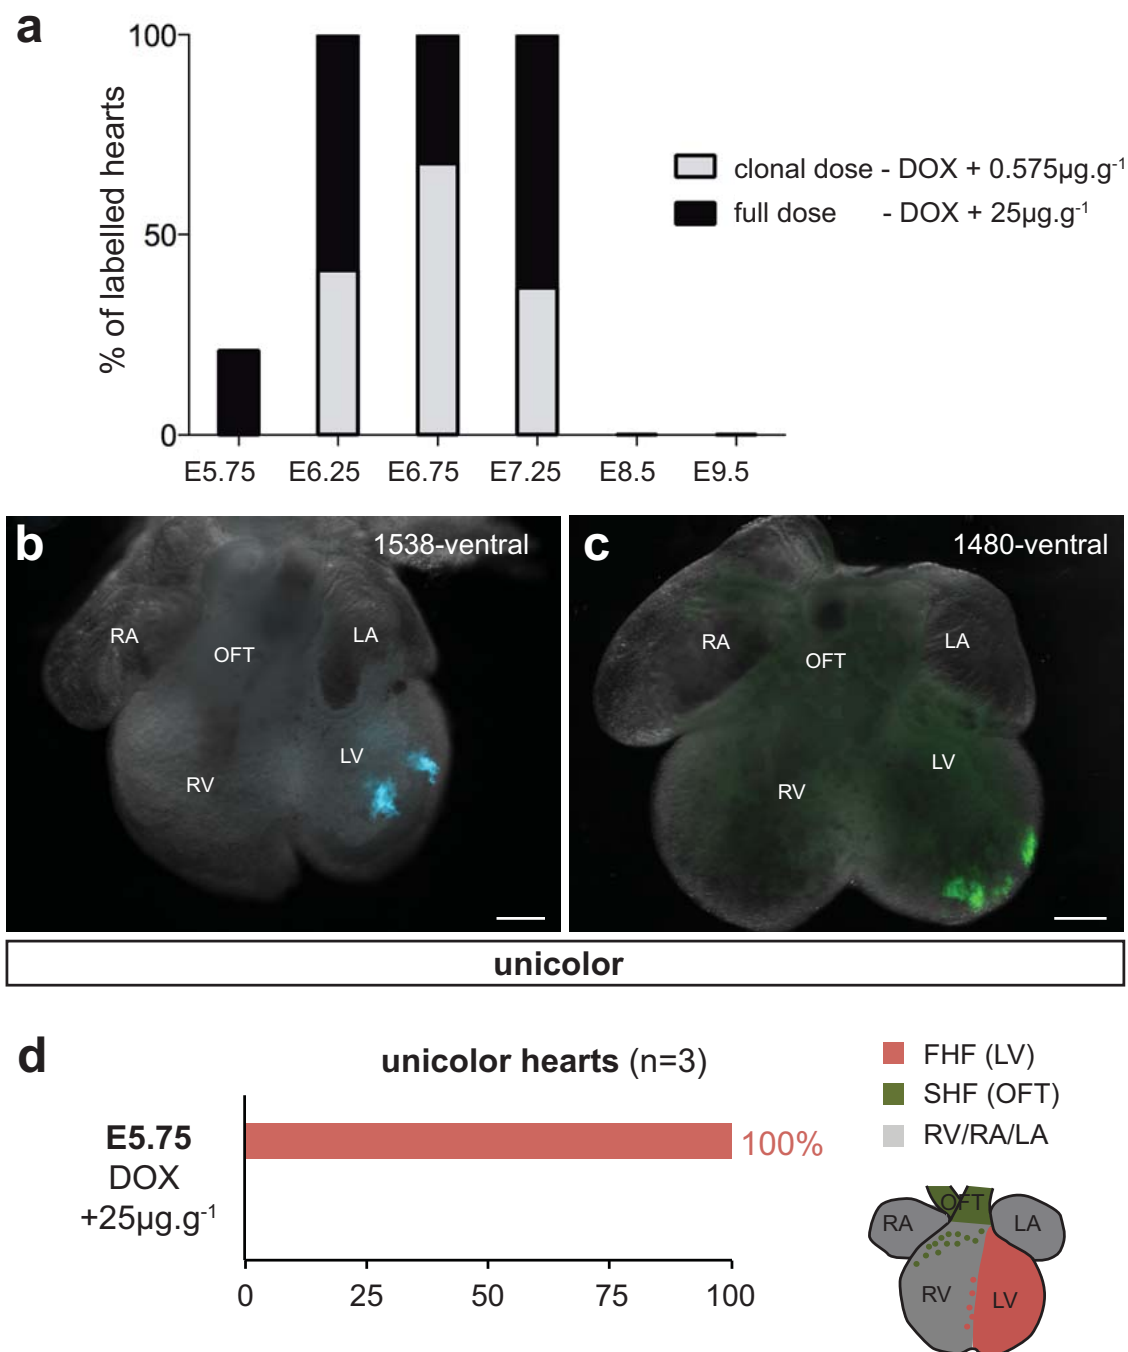 a
100
50
0
% of labelled hearts
E5.75 E6.25 E6.75 E7.25 E8.5 E9.5
clonal dose - DOX + 0.575µg.g-1
full dose - DOX + 25µg.g-1
b
1538-ventral
RA
OFT
LA
LV
RV
c
1480-ventral
RA
OFT
LA
LV
RV
unicolor
d
unicolor hearts (n=3)
E5.75
DOX
+25µg.g-1
100%
0 25 50 75 100
FHF (LV)
SHF (OFT)
RV/RA/LA
OFT
RA
LA
RV
LV